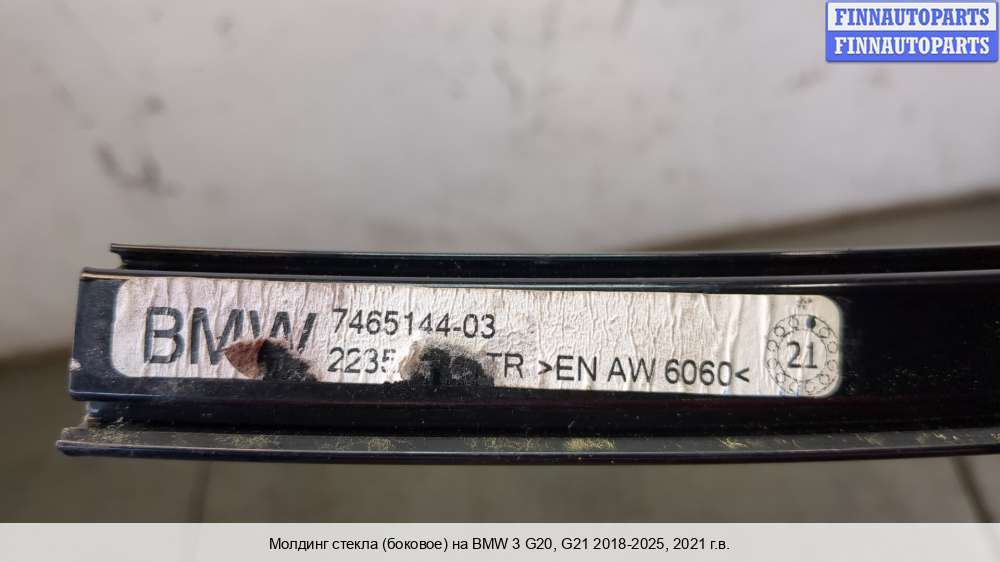 FINNAUTOPARTS
FINNAUTOPARTS
BMW 7465144-03
2235 TR >EN AW 6060<
21
Молдинг стекла (боковое) на BMW 3 G20, G21 2018-2025, 2021 г.в.